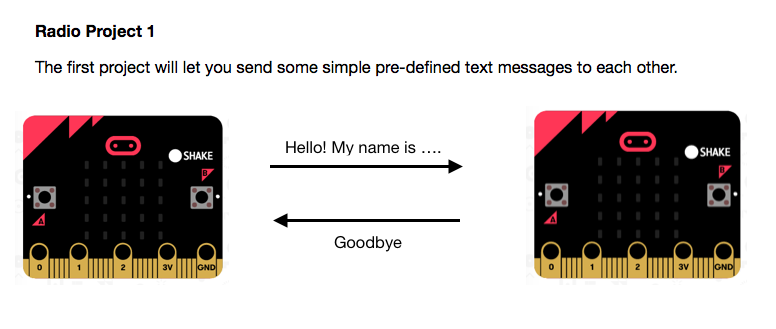 Radio Project 1
The first project will let you send some simple pre-defined text messages to each other.
SHAKE
B
A
0 1 2 3V GND
Hello! My name is ....
Goodbye
SHAKE
B
A
0 1 2 3V GND